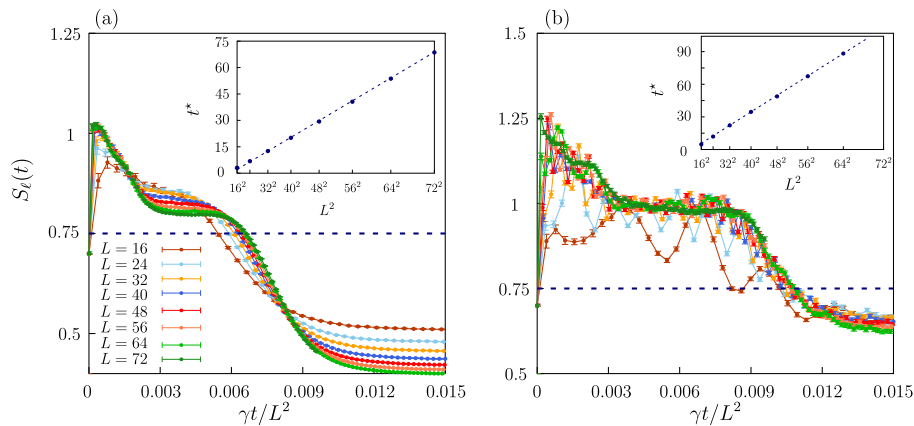 (a)
1.25
1
0.75
0.5
S_ℓ(t)
75
60
45
30
15
0
t⋆
16² 32² 40² 48² 56² 64² 72²
L²
L = 16
L = 24
L = 32
L = 40
L = 48
L = 56
L = 64
L = 72
0 0.003 0.006 0.009 0.012 0.015
γt/L²
(b)
1.5
1.25
1
0.75
0.5
90
60
30
0
t⋆
16² 32² 40² 48² 56² 64² 72²
L²
0 0.003 0.006 0.009 0.012 0.015
γt/L²